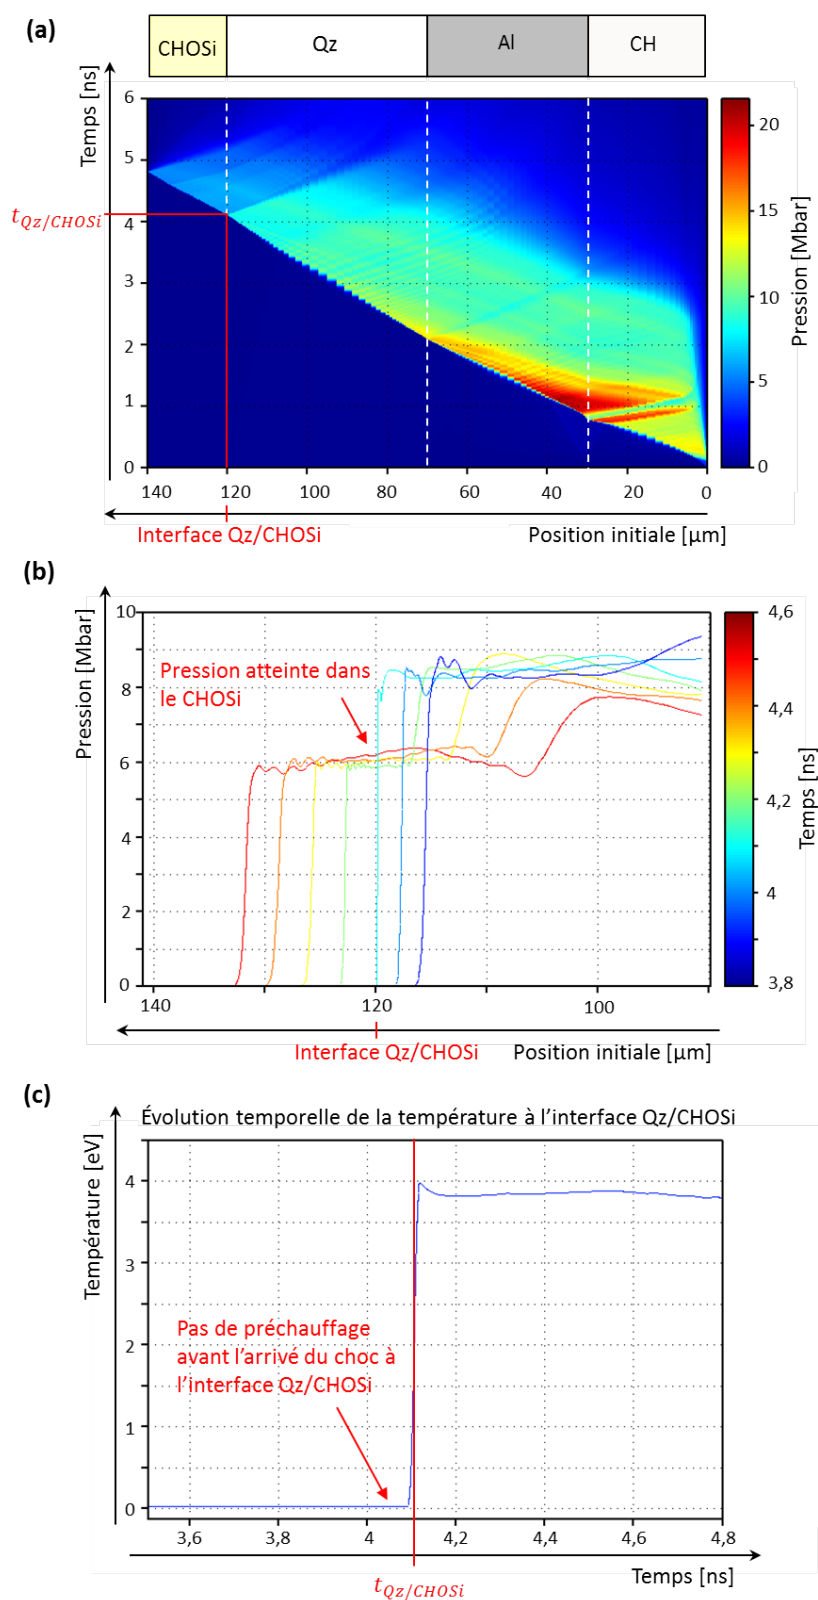 (a)
CHOSi Qz Al CH
Temps [ns]
6
5
4
3
2
1
0
t_Qz/CHOSi
140 120 100 80 60 40 20 0
20
15
10
5
0
Pression [Mbar]
Interface Qz/CHOSi Position initiale [µm]
(b)
Pression [Mbar]
10
8
6
4
2
0
Pression atteinte dans
le CHOSi
140 120 100
4,6
4,4
4,2
4
3,8
Temps [ns]
Interface Qz/CHOSi Position initiale [µm]
(c)
Évolution temporelle de la température à l'interface Qz/CHOSi
Température [eV]
4
3
2
1
0
Pas de préchauffage
avant l'arrivé du choc à
l'interface Qz/CHOSi
3,6 3,8 4 4,2 4,4 4,6 4,8
t_Qz/CHOSi
Temps [ns]